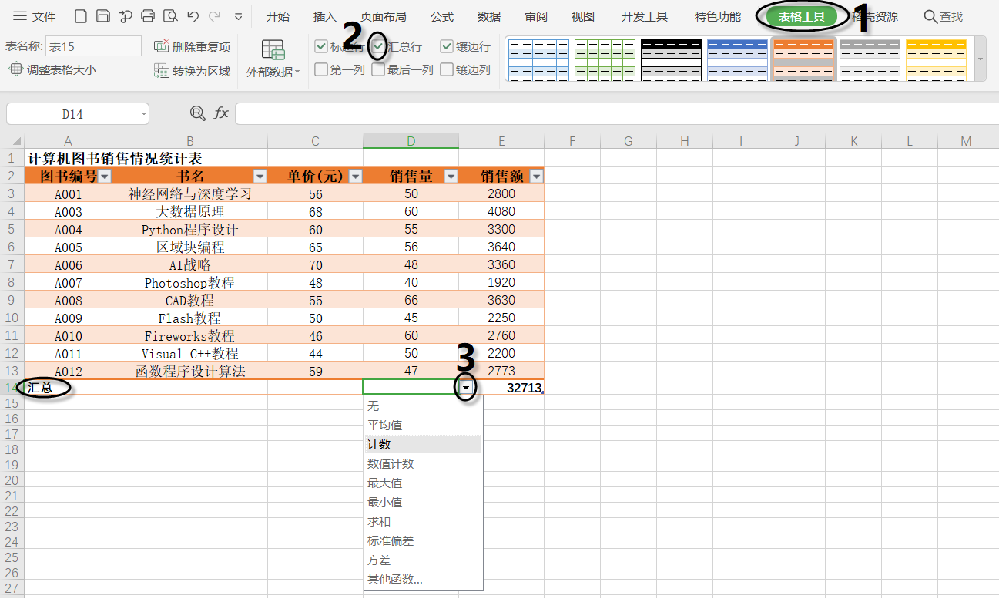 文件 开始 插入 页面布局 公式 数据 审阅 视图 开发工具 特色功能 表格工具 1 稻壳资源 查找
表名称: 表15 删除重复项 外部数据 2 标题行 汇总行 镶边行
调整表格大小 转换为区域 第一列 最后一列 镶边列
D14 fx
A B C D E F G H I J K L M
1 计算机图书销售情况统计表
2 图书编号 书名 单价(元) 销售量 销售额
3 A001 神经网络与深度学习 56 50 2800
4 A003 大数据原理 68 60 4080
5 A004 Python程序设计 60 55 3300
6 A005 区域块编程 65 56 3640
7 A006 AI战略 70 48 3360
8 A007 Photoshop教程 48 40 1920
9 A008 CAD教程 55 66 3630
10 A009 Flash教程 50 45 2250
11 A010 Fireworks教程 46 60 2760
12 A011 Visual C++教程 44 50 2200
13 A012 函数程序设计算法 59 47 2773
3
14 汇总 32713
15
16
17
18
19
20
21
22
23
24
25
26
27
无
平均值
计数
数值计数
最大值
最小值
求和
标准偏差
方差
其他函数...